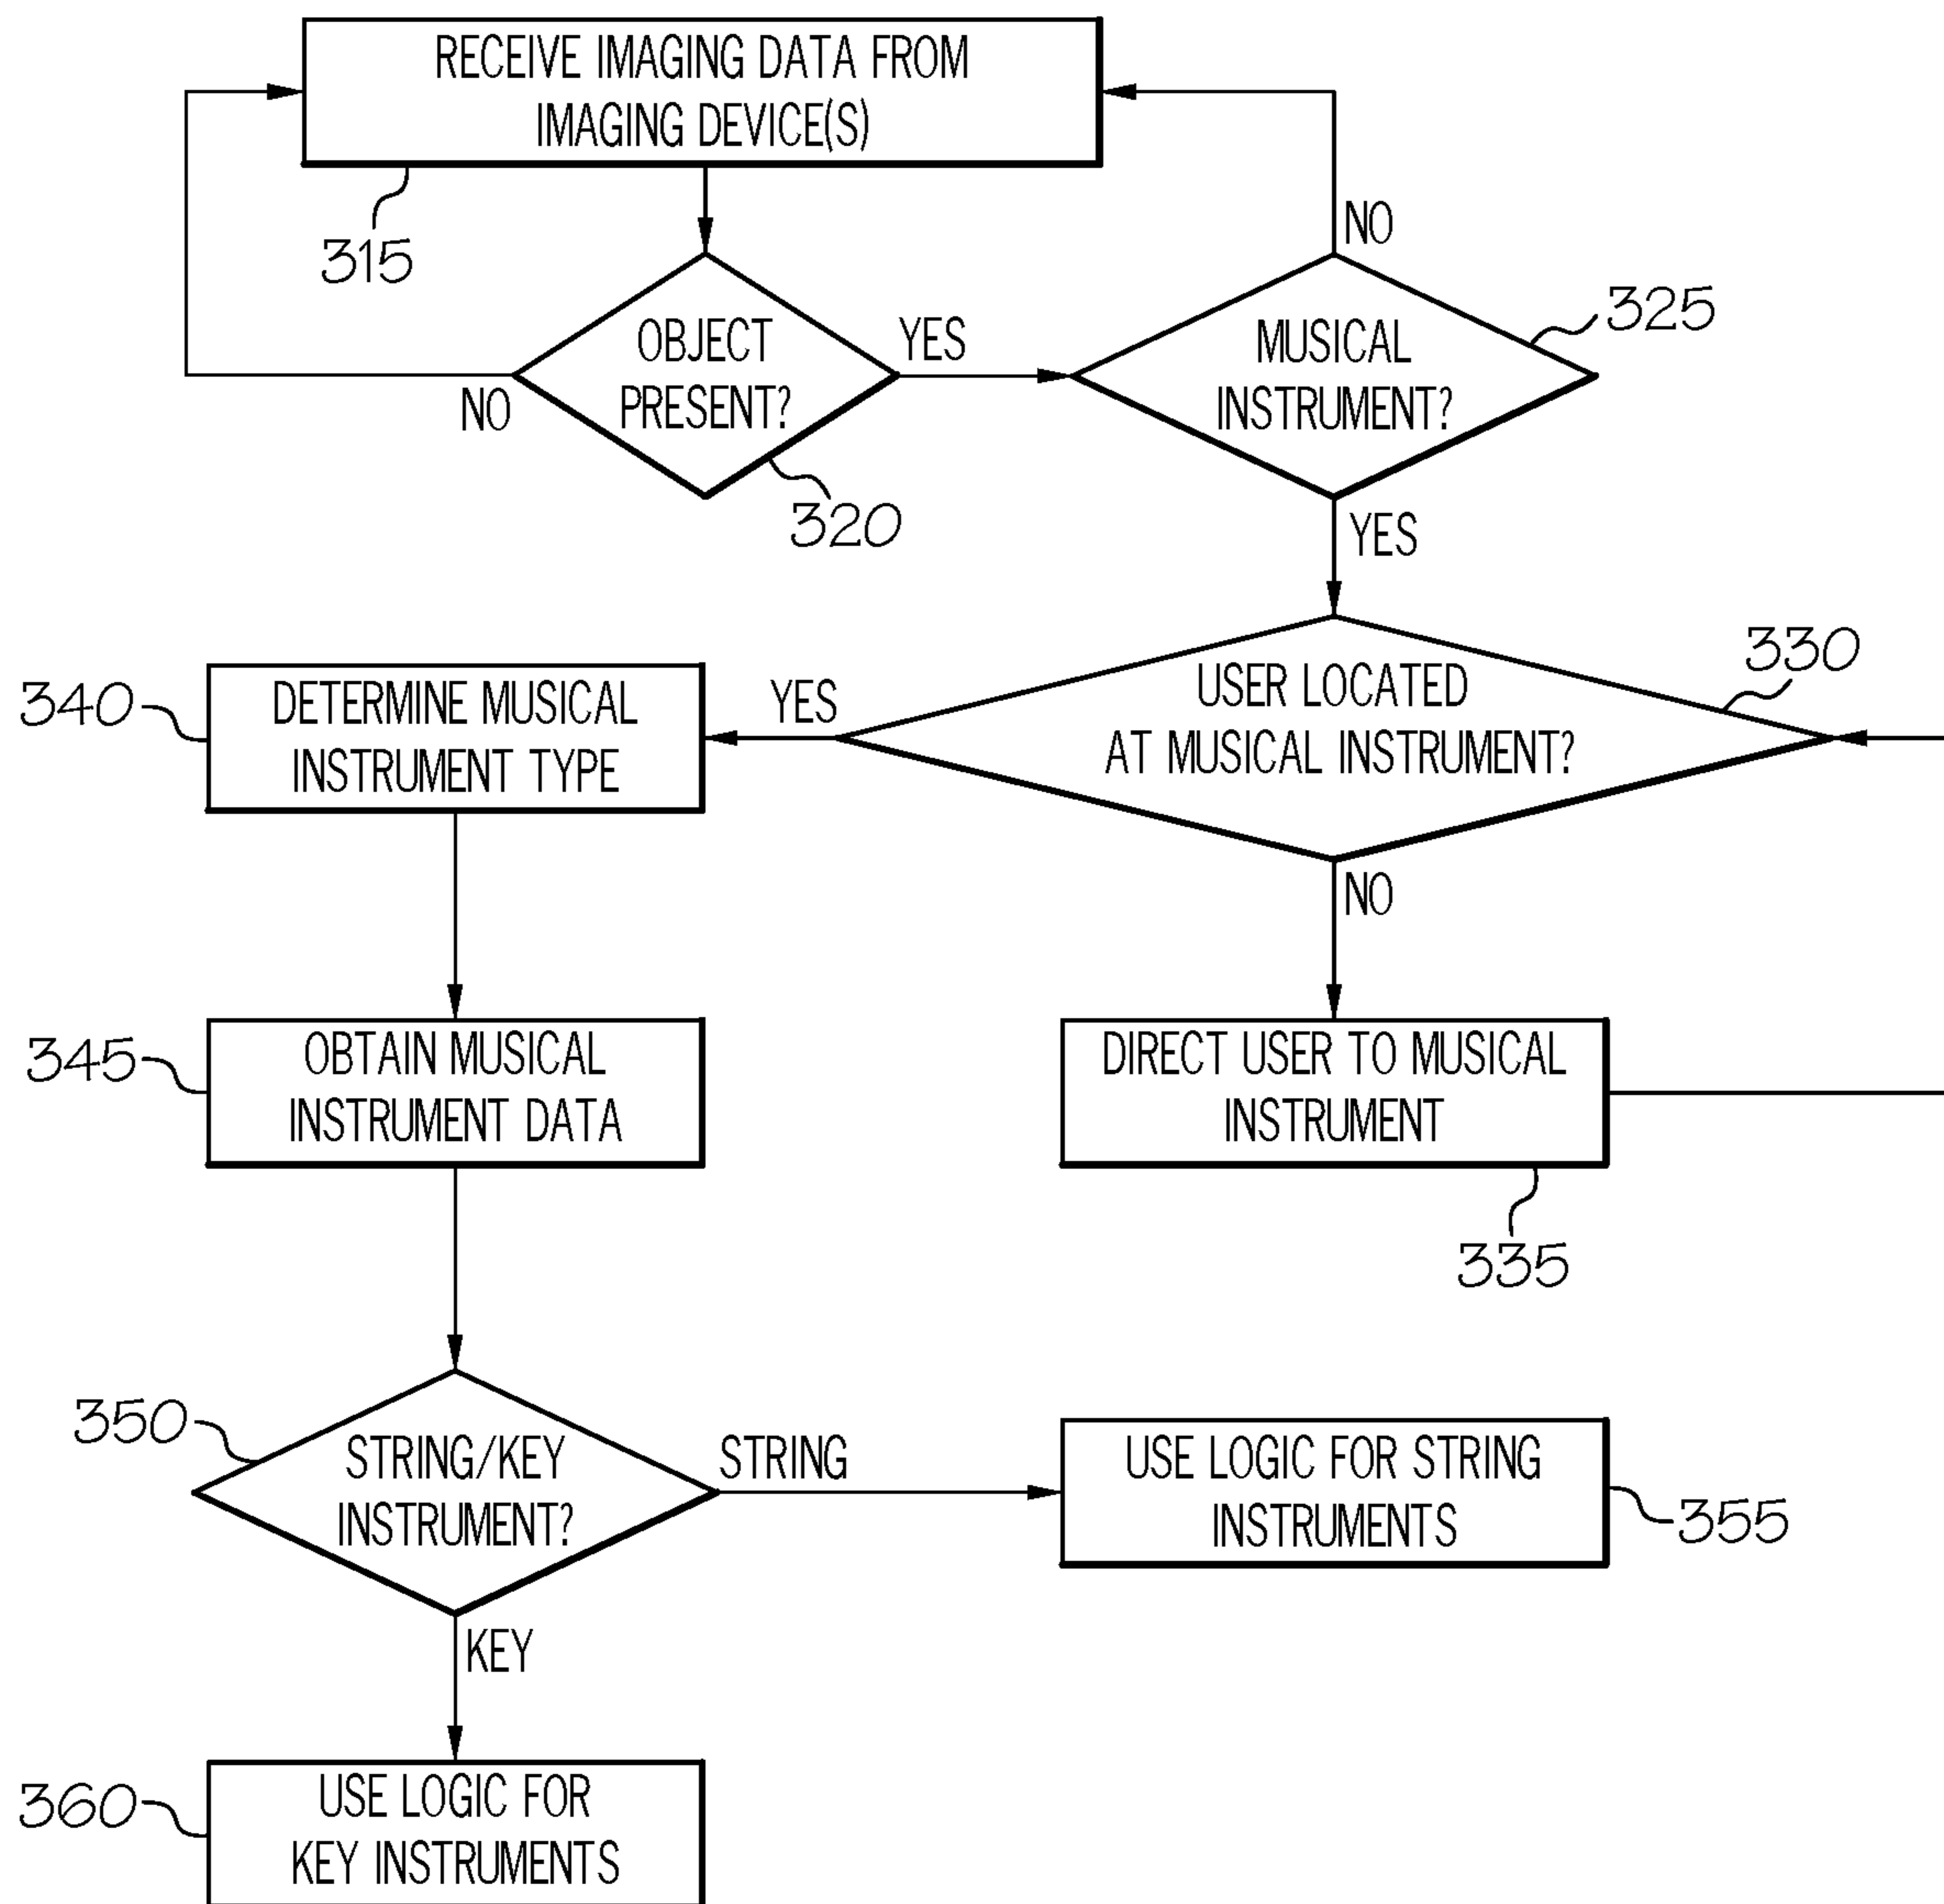 RECEIVE IMAGING DATA FROM
IMAGING DEVICE(S)
315
OBJECT
PRESENT?
YES
NO
320
MUSICAL
INSTRUMENT?
NO
325
YES
USER LOCATED
AT MUSICAL INSTRUMENT?
330
YES
NO
DETERMINE MUSICAL
INSTRUMENT TYPE
340
DIRECT USER TO MUSICAL
INSTRUMENT
335
OBTAIN MUSICAL
INSTRUMENT DATA
345
STRING/KEY
INSTRUMENT?
350
STRING
USE LOGIC FOR STRING
INSTRUMENTS
355
KEY
USE LOGIC FOR
KEY INSTRUMENTS
360